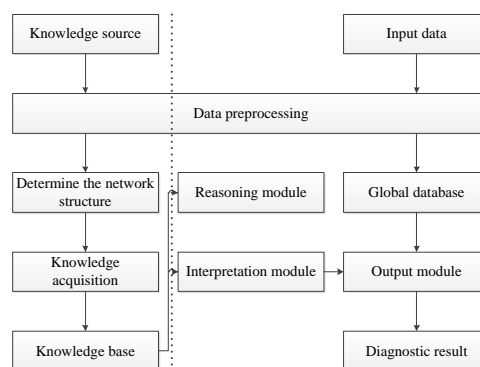 Knowledge source
Input data
Data preprocessing
Determine the network
structure
Reasoning module
Global database
Knowledge
acquisition
Interpretation module
Output module
Knowledge base
Diagnostic result